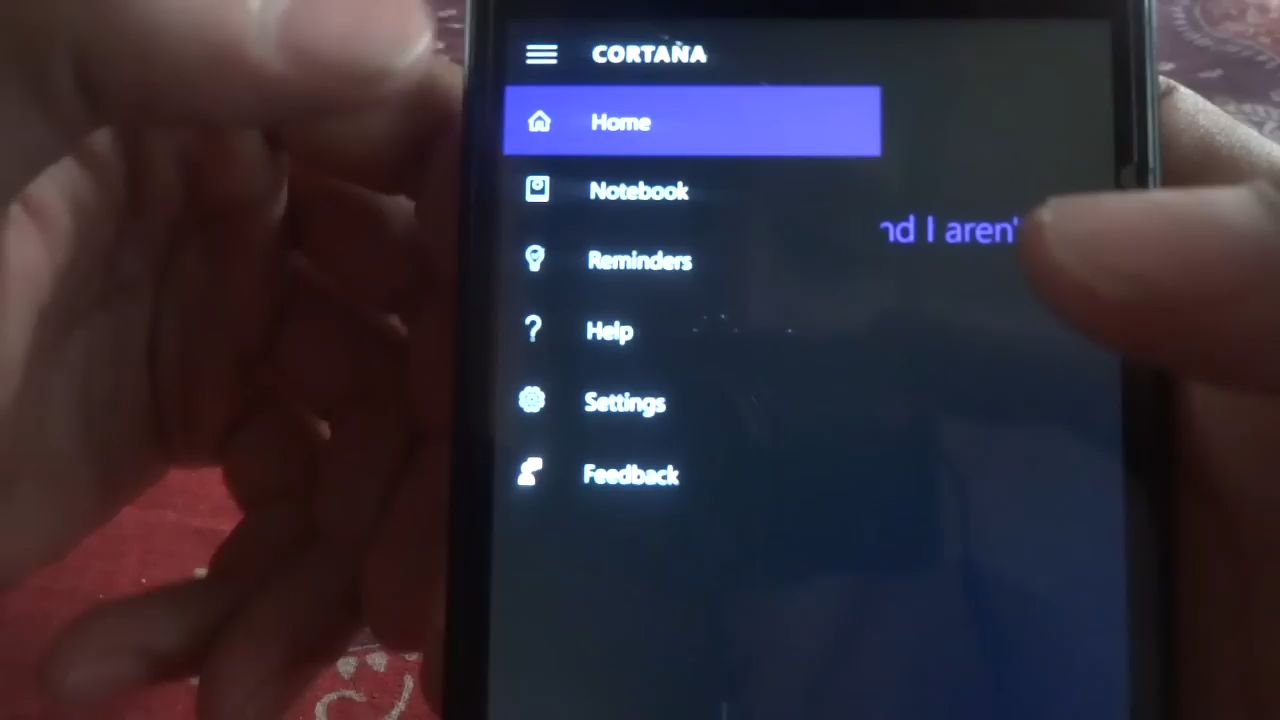 CORTANA
Home
Notebook
nd I aren'
Reminders
Help
Settings
Feedback